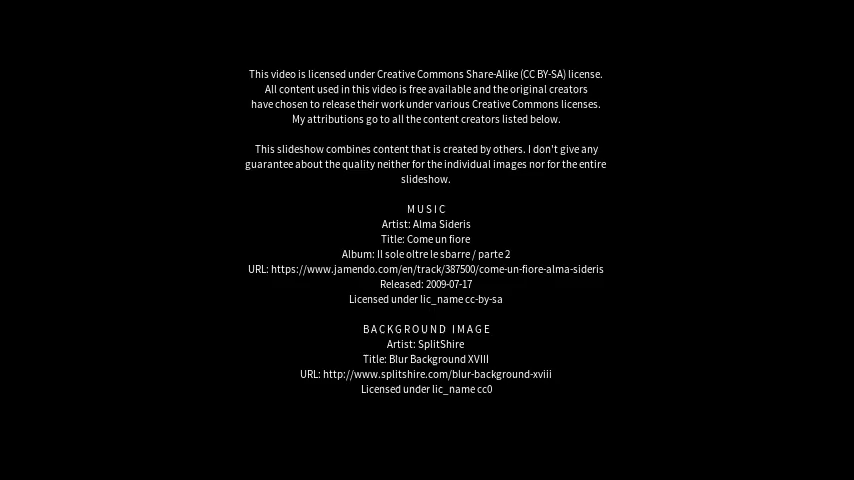 This video is licensed under Creative Commons Share-Alike (CC BY-SA) license.
All content used in this video is free available and the original creators
have chosen to release their work under various Creative Commons licenses.
My attributions go to all the content creators listed below.
This slideshow combines content that is created by others. I don't give any
guarantee about the quality neither for the individual images nor for the entire
slideshow.
MUSIC
Artist: Alma Sideris
Title: Come un fiore
Album: Il sole oltre le sbarre / parte 2
URL: https://www.jamendo.com/en/track/387500/come-un-fiore-alma-sideris
Released: 2009-07-17
Licensed under lic_name cc-by-sa
BACKGROUND IMAGE
Artist: SplitShire
Title: Blur Background XVIII
URL: http://www.splitshire.com/blur-background-xviii
Licensed under lic_name cc0